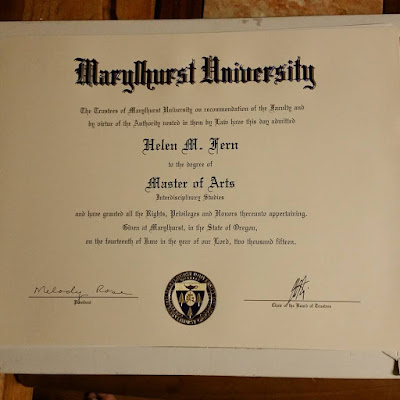 Marylhurst University
The Trustees of Marylhurst University on recommendation of the Faculty and
by virtue of the Authority vested in them by Law have this day admitted
Helen M. Fern
to the degree of
Master of Arts
Interdisciplinary Studies
and have granted all the Rights, Privileges and Honors thereunto appertaining.
Given at Marylhurst, in the State of Oregon,
on the fourteenth of June in the year of our Lord, two thousand fifteen.
Melody Rose
President
Chair of the Board of Trustees